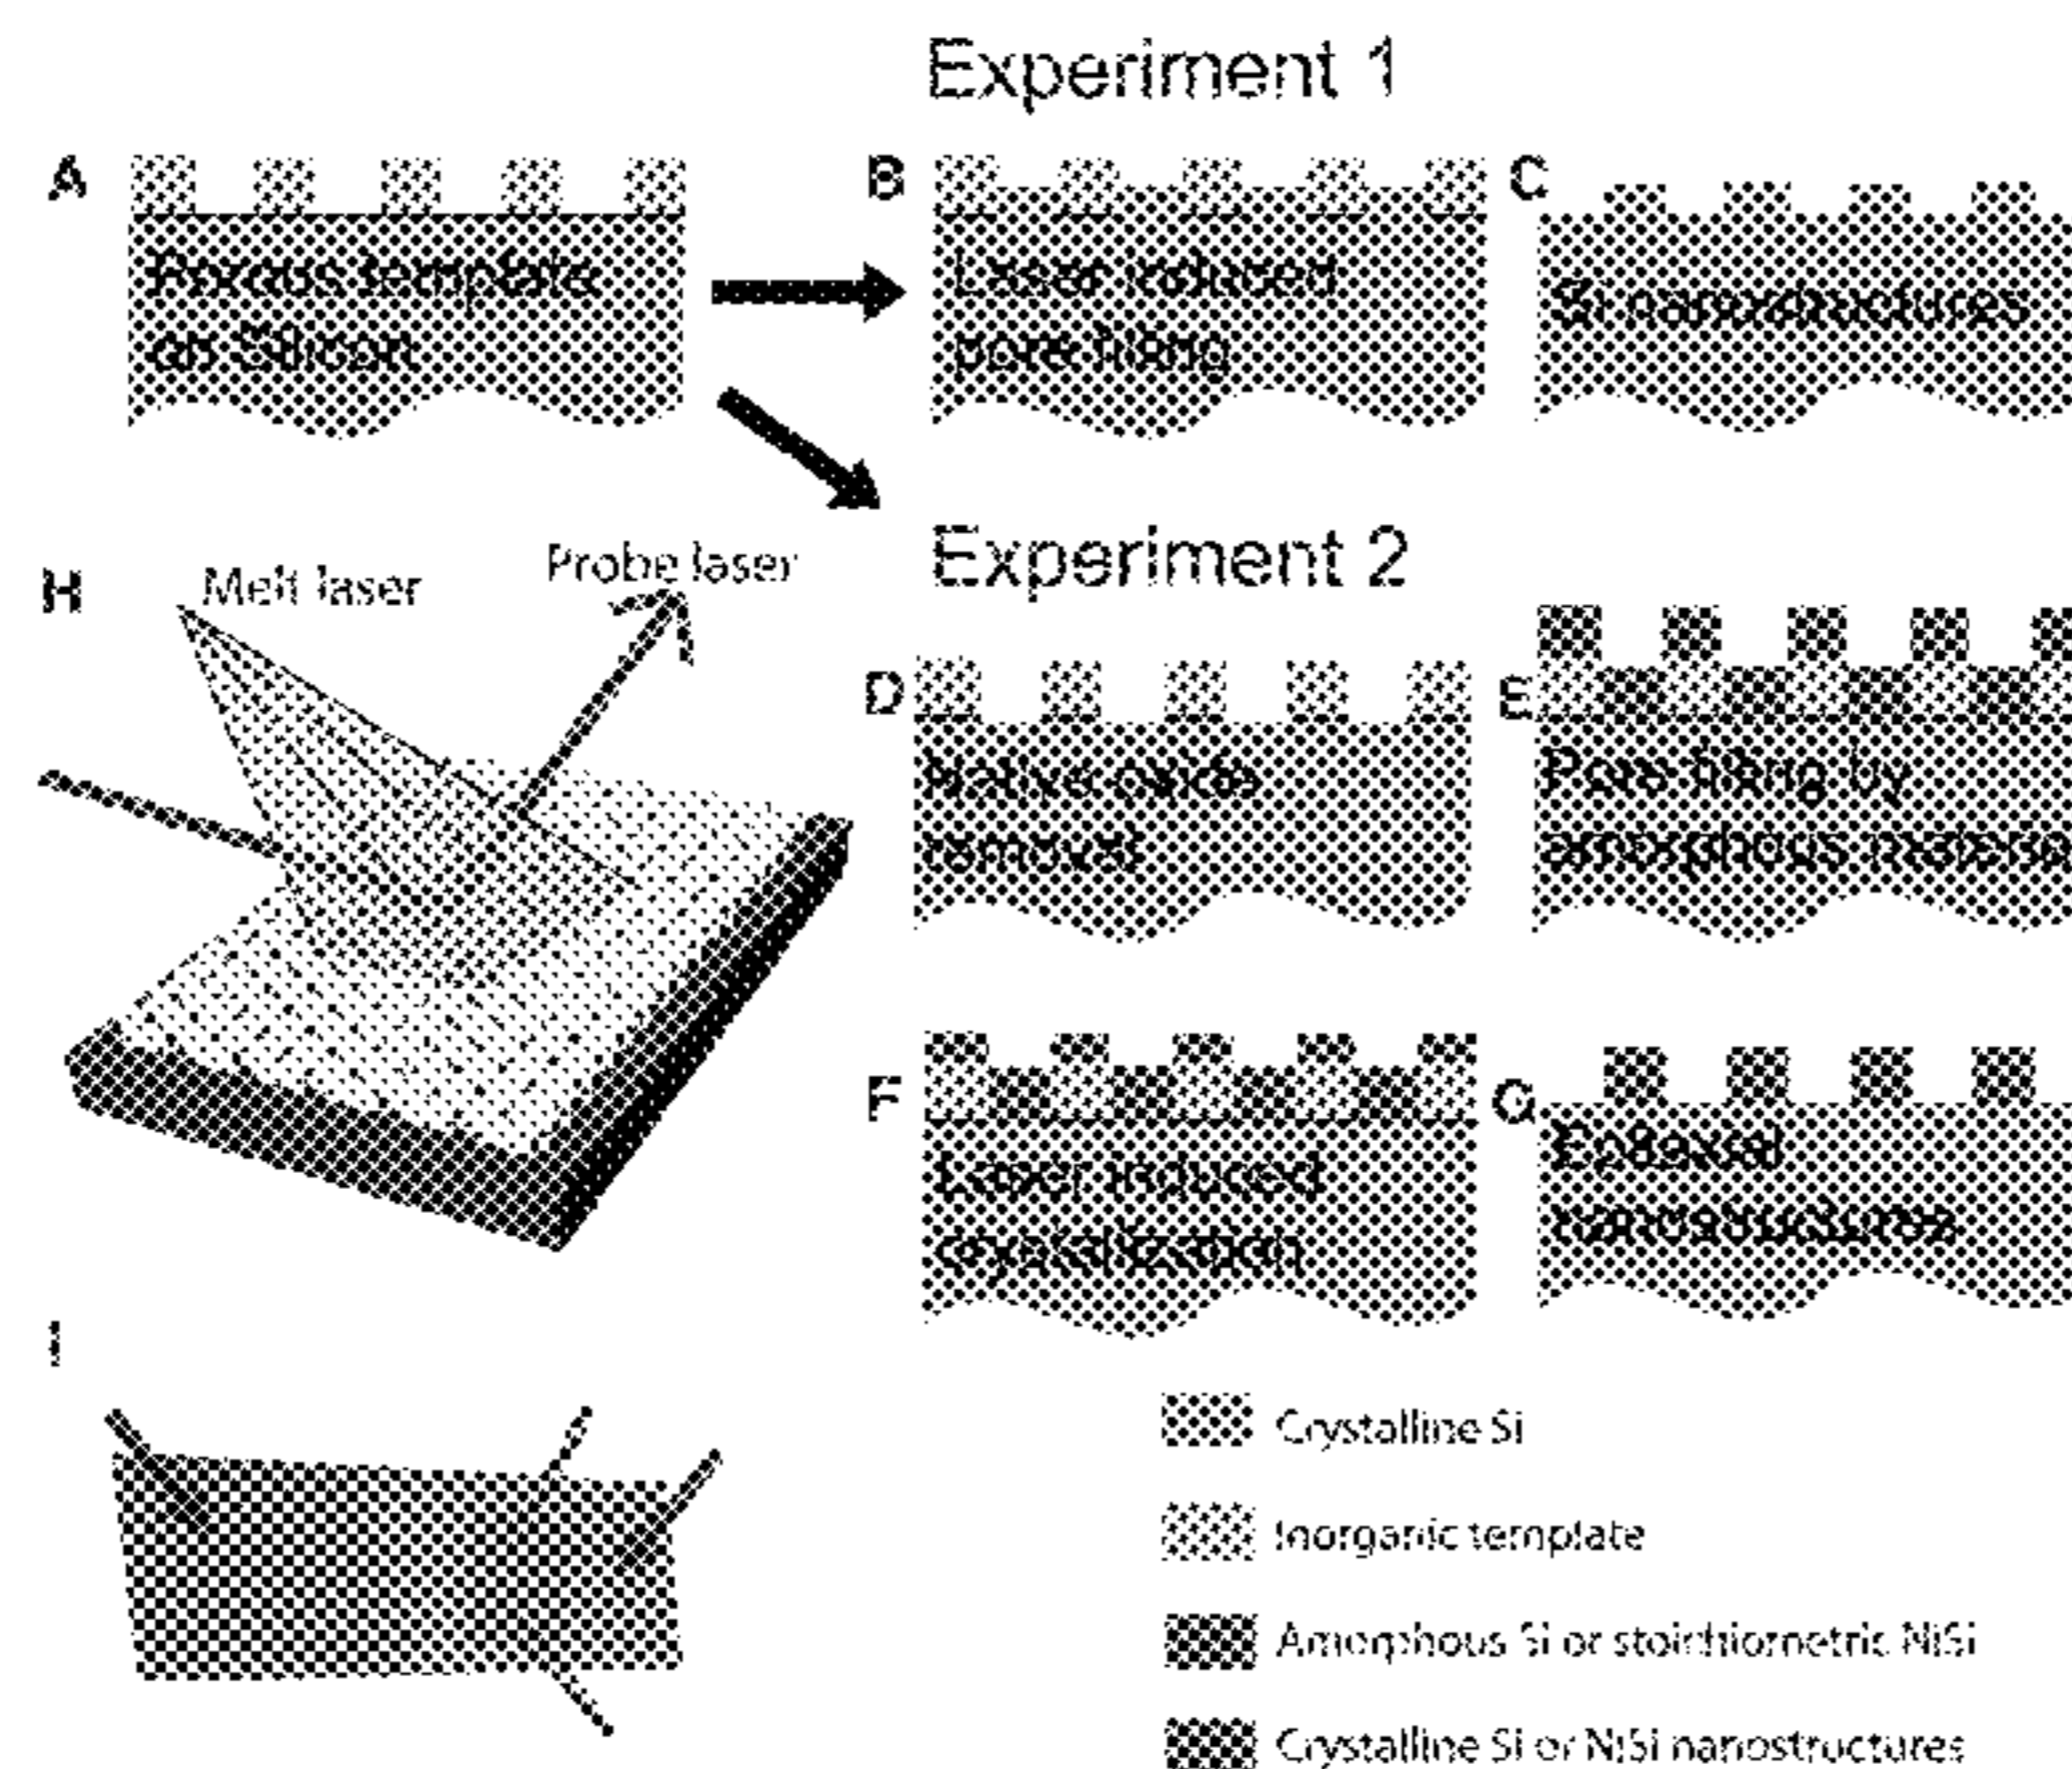 Experiment 1
A
B
C
Porous template
on Silicon
Laser induced
pore filling
Si nanostructures
Experiment 2
H
Melt laser
Probe laser
D
E
Native oxide
removal
Pore filling by
amorphous materia
F
G
Laser induced
crystallization
Epitaxial
nanostructures
I
Crystalline Si
Inorganic template
Amorphous Si or stoichiometric NiSi
Crystalline Si or NiSi nanostructures